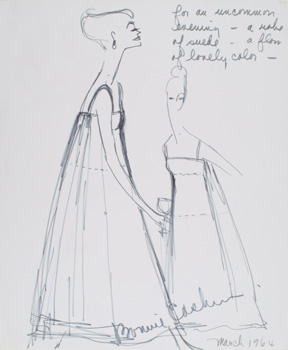 for an uncommon
evening – a robe
of suede – a flow
of lovely color –
Bonnie Cashin
March 1964